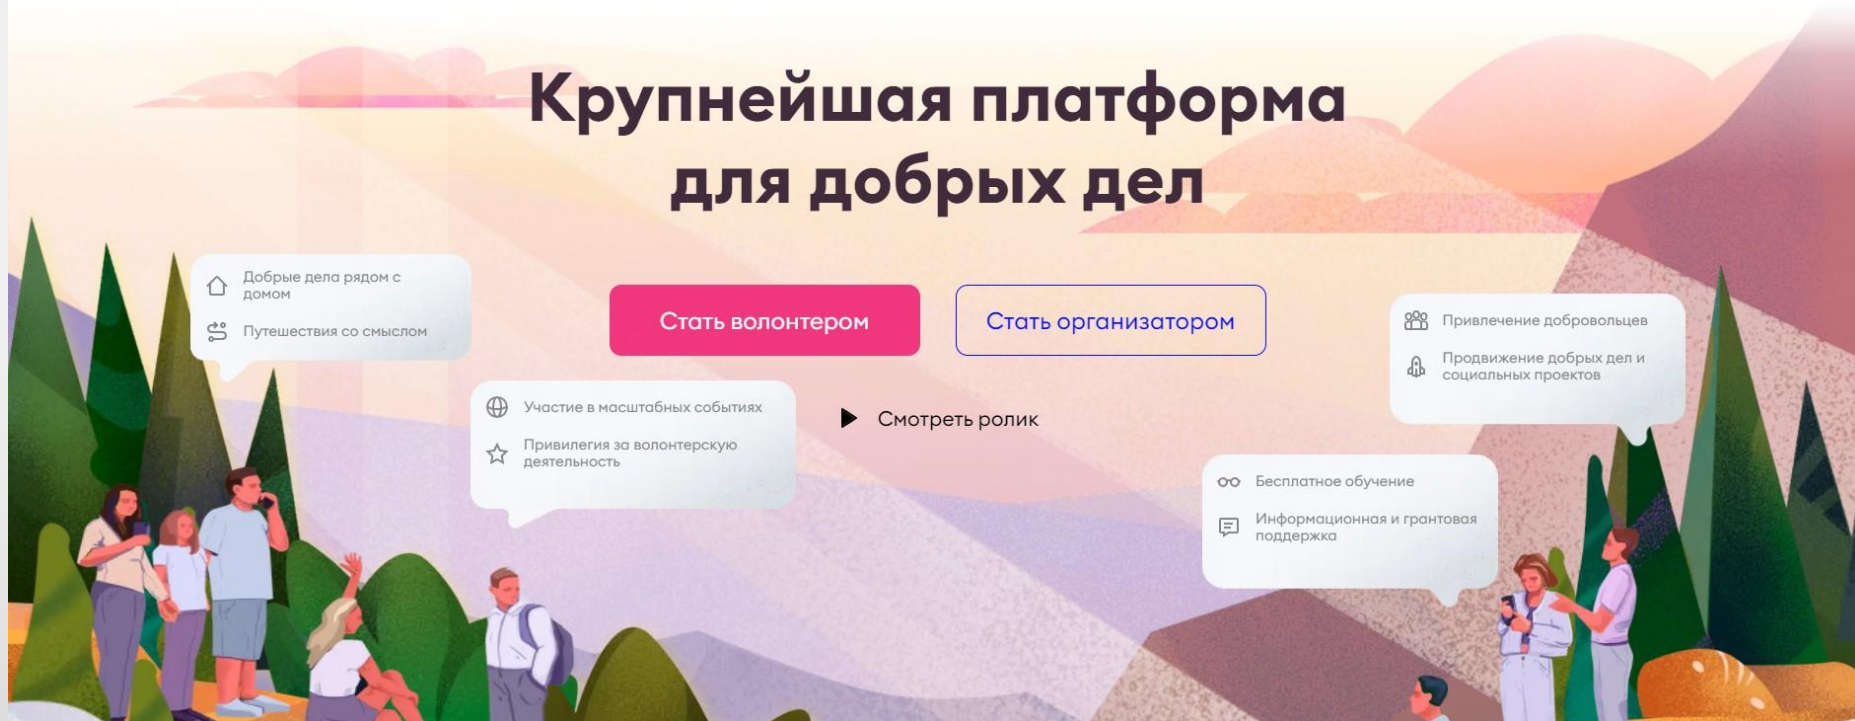 Крупнейшая платформа
для добрых дел
Добрые дела рядом с
домом
Путешествия со смыслом
Стать волонтером
Стать организатором
Привлечение добровольцев
Продвижение добрых дел и
социальных проектов
Участие в масштабных событиях
Привилегия за волонтерскую
деятельность
Смотреть ролик
Бесплатное обучение
Информационная и грантовая
поддержка